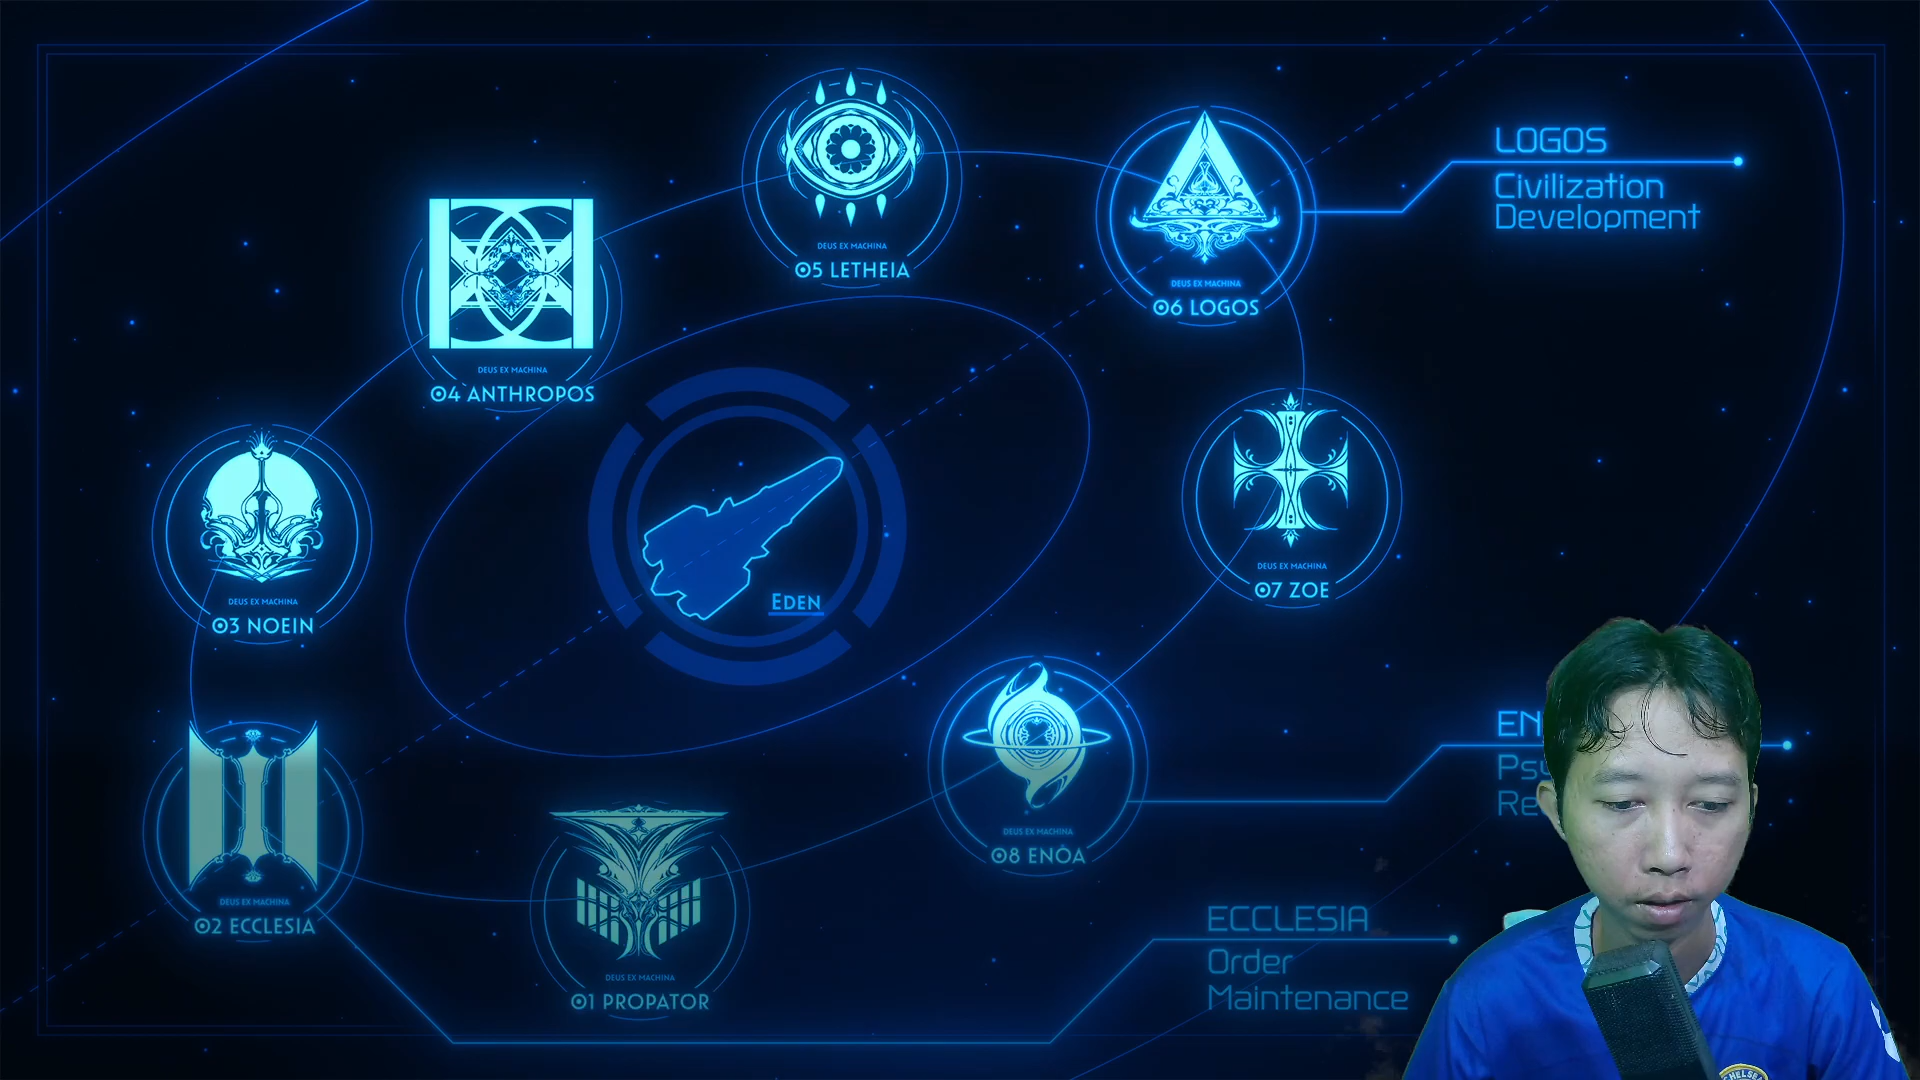 DEUS EX MACHINA
05 LETHEIA
DEUS EX MACHINA
06 LOGOS
LOGOS
Civilization
Development
DEUS EX MACHINA
04 ANTHROPOS
DEUS EX MACHINA
03 NOEIN
Eden
DEUS EX MACHINA
07 ZOE
DEUS EX MACHINA
08 ENÓA
DEUS EX MACHINA
02 ECCLESIA
DEUS EX MACHINA
01 PROPATOR
ECCLESIA
Order
Maintenance